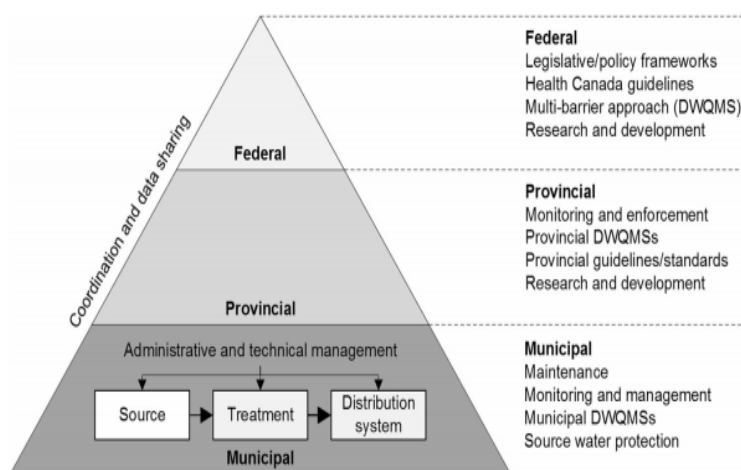 Coordination and data sharing
Federal
Provincial
Administrative and technical management
Source
Treatment
Distribution
system
Municipal
Federal
Legislative/policy frameworks
Health Canada guidelines
Multi-barrier approach (DWQMS)
Research and development
Provincial
Monitoring and enforcement
Provincial DWQMSs
Provincial guidelines/standards
Research and development
Municipal
Maintenance
Monitoring and management
Municipal DWQMSs
Source water protection